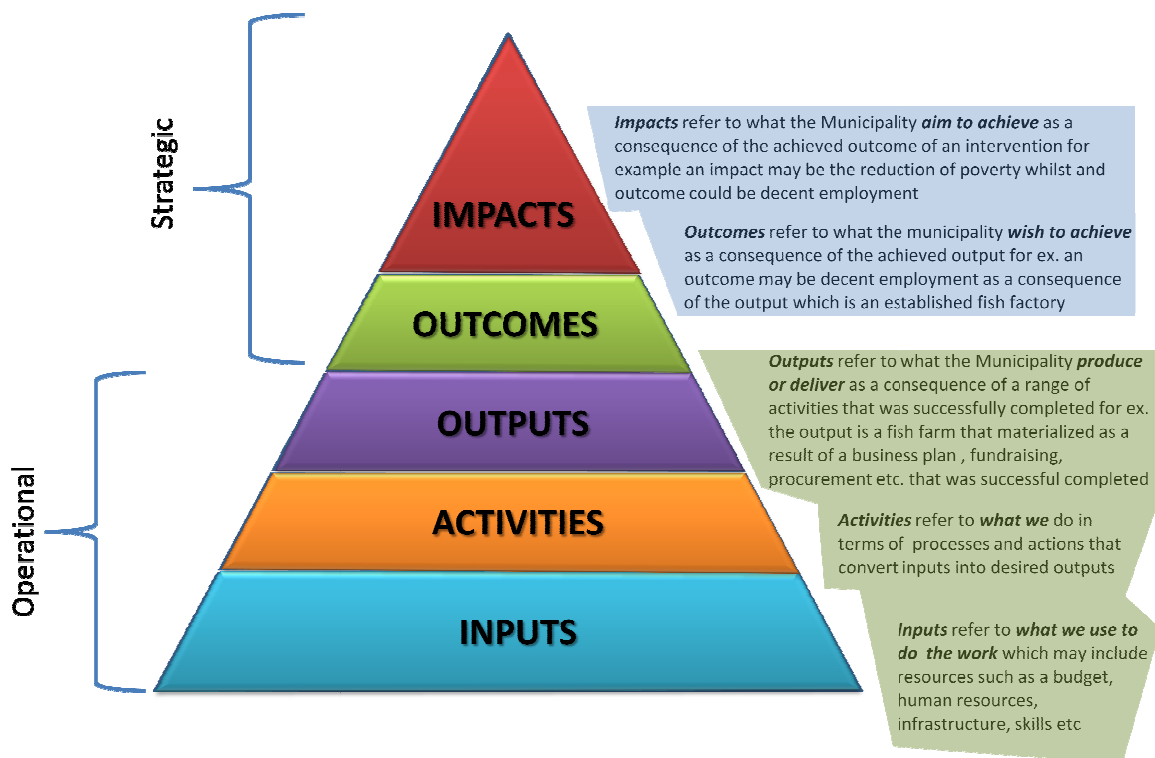 Strategic
Operational
IMPACTS
OUTCOMES
OUTPUTS
ACTIVITIES
INPUTS
Impacts refer to what the Municipality aim to achieve as a
consequence of the achieved outcome of an intervention for
example an impact may be the reduction of poverty whilst and
outcome could be decent employment
Outcomes refer to what the municipality wish to achieve
as a consequence of the achieved output for ex. an
outcome may be decent employment as a consequence
of the output which is an established fish factory
Outputs refer to what the Municipality produce
or deliver as a consequence of a range of
activities that was successfully completed for ex.
the output is a fish farm that materialized as a
result of a business plan , fundraising,
procurement etc. that was successful completed
Activities refer to what we do in
terms of processes and actions that
convert inputs into desired outputs
Inputs refer to what we use to
do the work which may include
resources such as a budget,
human resources,
infrastructure, skills etc